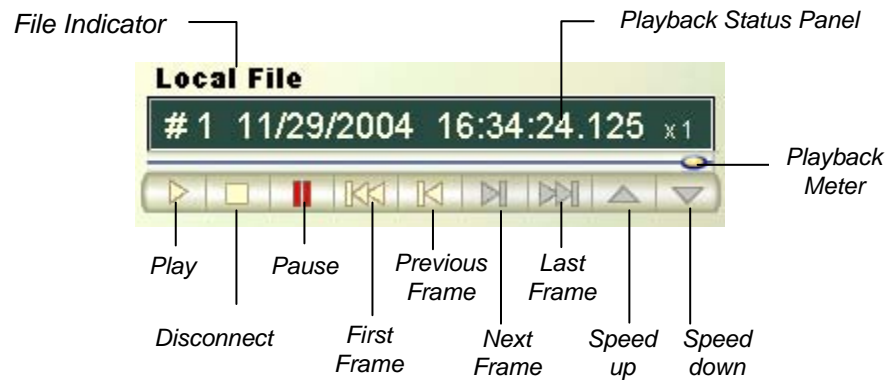 File Indicator
Playback Status Panel
Local File
# 1 11/29/2004 16:34:24.125 x 1
Playback
Meter
Play
Pause
Previous
Frame
Last
Frame
Disconnect
First
Frame
Next
Frame
Speed
up
Speed
down